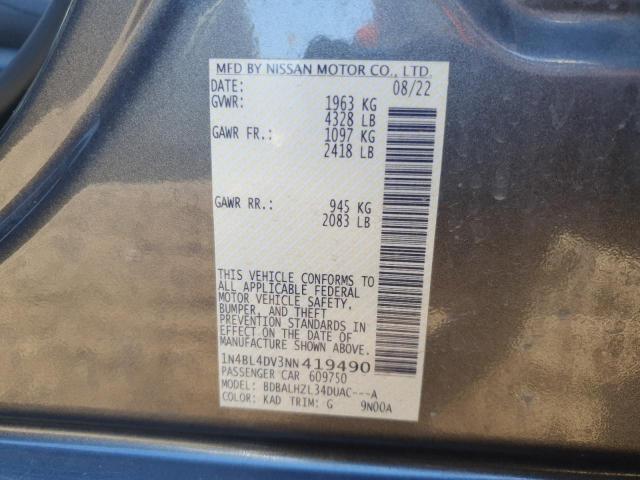 MFD BY NISSAN MOTOR CO., LTD.
DATE: 08/22
GVWR: 1963 KG
4328 LB
GAWR FR.: 1097 KG
2418 LB
GAWR RR.: 945 KG
2083 LB
THIS VEHICLE CONFORMS TO
ALL APPLICABLE FEDERAL
MOTOR VEHICLE SAFETY,
BUMPER, AND THEFT
PREVENTION STANDARDS IN
EFFECT ON THE DATE OF
MANUFACTURE SHOWN ABOVE.
1N4BL4DV3NN419490
PASSENGER CAR 609750
MODEL: BDBALHZL34DUAC---A
COLOR: KAD TRIM: G 9N00A